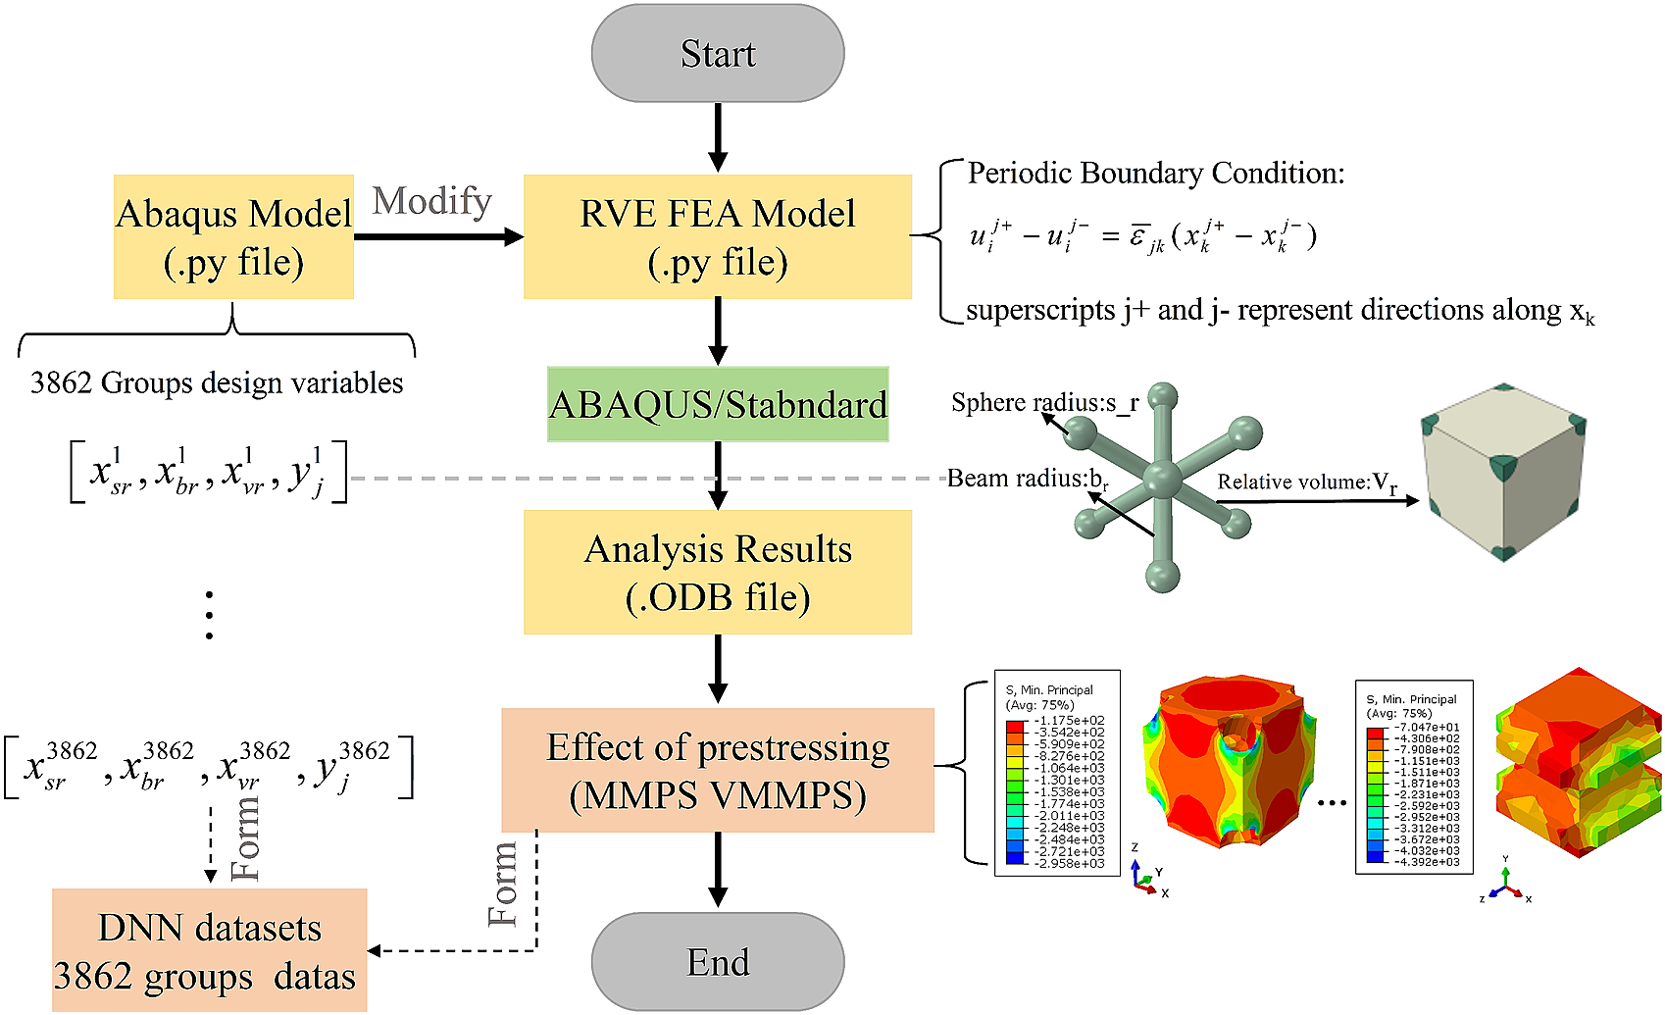 Start
Abaqus Model
(.py file)
Modify
RVE FEA Model
(.py file)
Periodic Boundary Condition:
u_i^{j+} − u_i^{j−} = ε̅_{jk}(x_k^{j+} − x_k^{j−})
superscripts j+ and j- represent directions along x_k
3862 Groups design variables
[x_{sr}^1, x_{br}^1, x_{vr}^1, y_j^1]
⋮
[x_{sr}^{3862}, x_{br}^{3862}, x_{vr}^{3862}, y_j^{3862}]
Form
DNN datasets
3862 groups datas
ABAQUS/Stabndard
Sphere radius:s_r
Beam radius:b_r
Relative volume:V_r
Analysis Results
(.ODB file)
Effect of prestressing
(MMPS VMMPS)
Form
End
S, Min. Principal
(Avg: 75%)
-1.175e+02
-3.542e+02
-5.909e+02
-8.276e+02
-1.064e+03
-1.301e+03
-1.538e+03
-1.774e+03
-2.011e+03
-2.248e+03
-2.484e+03
-2.721e+03
-2.958e+03
Z
Y
X
...
S, Min. Principal
(Avg: 75%)
-7.047e+01
-4.306e+02
-7.908e+02
-1.151e+03
-1.511e+03
-1.871e+03
-2.231e+03
-2.592e+03
-2.952e+03
-3.312e+03
-3.672e+03
-4.032e+03
-4.392e+03
Y
Z
X